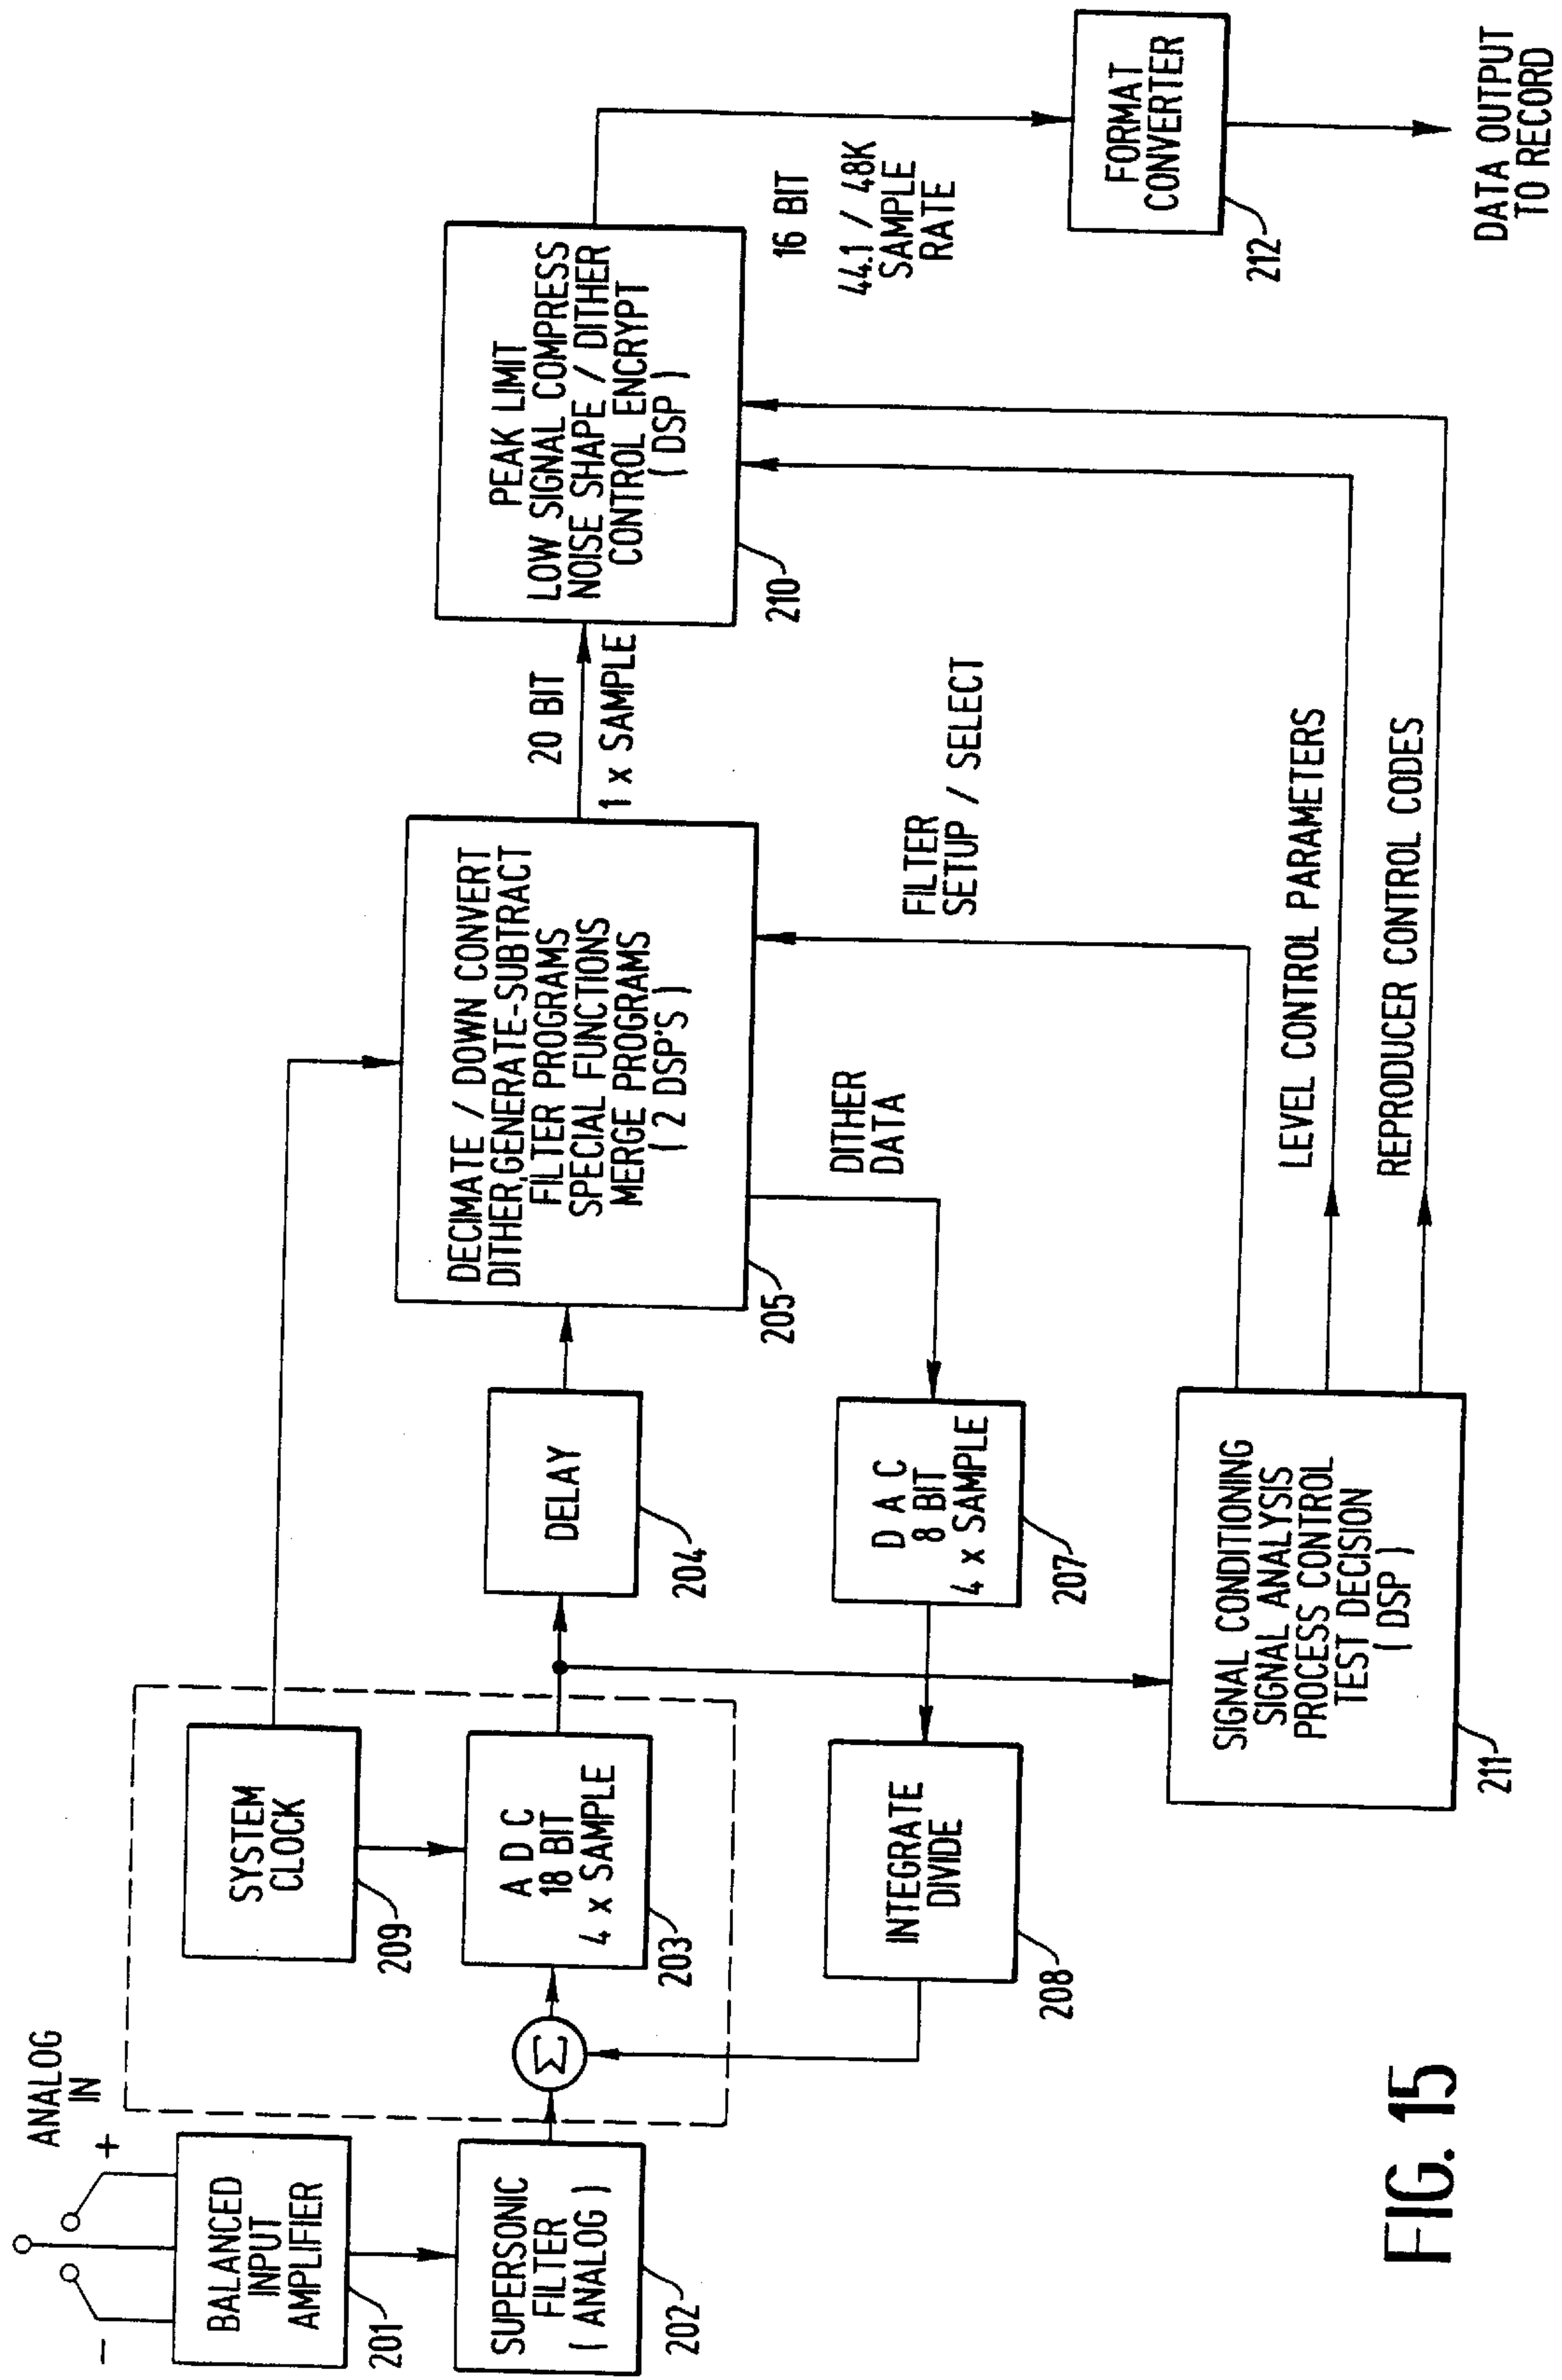 ANALOG
IN
−
+
BALANCED
INPUT
AMPLIFIER
201
SUPERSONIC
FILTER
( ANALOG )
202
SYSTEM
CLOCK
209
Σ
A D C
18 BIT
4 x SAMPLE
203
DELAY
204
DECIMATE / DOWN CONVERT
DITHER,GENERATE-SUBTRACT
FILTER PROGRAMS
SPECIAL FUNCTIONS
MERGE PROGRAMS
( 2 DSP'S )
205
20 BIT
1 x SAMPLE
PEAK LIMIT
LOW SIGNAL COMPRESS
NOISE SHAPE / DITHER
CONTROL ENCRYPT
( DSP )
210
16 BIT
44.1 / 48K
SAMPLE
RATE
FORMAT
CONVERTER
212
DATA OUTPUT
TO RECORD
INTEGRATE
DIVIDE
208
D A C
8 BIT
4 x SAMPLE
207
DITHER
DATA
FILTER
SETUP / SELECT
SIGNAL CONDITIONING
SIGNAL ANALYSIS
PROCESS CONTROL
TEST DECISION
( DSP )
211
LEVEL CONTROL PARAMETERS
REPRODUCER CONTROL CODES
FIG. 15